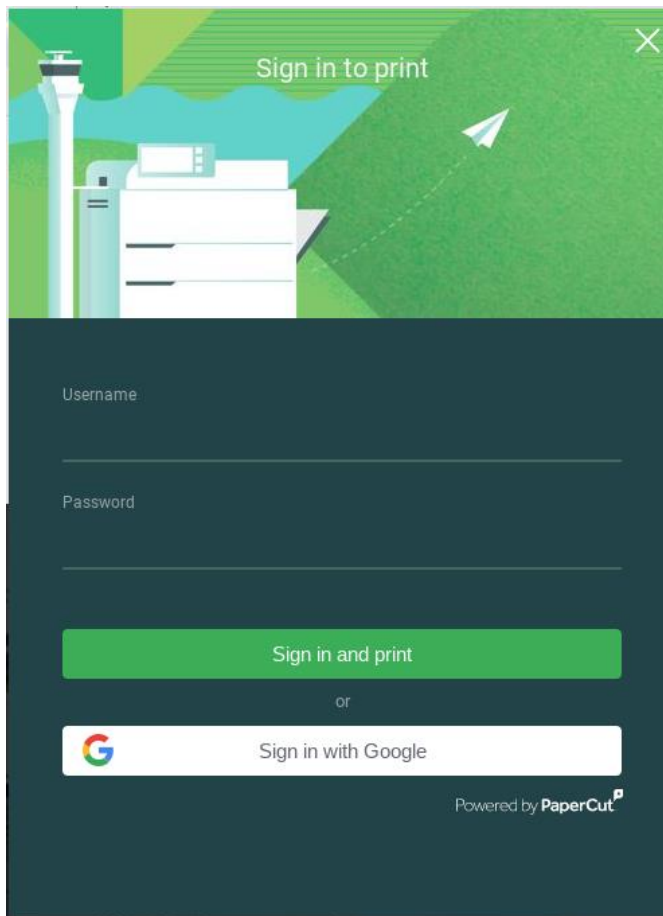 Sign in to print
Username
Password
Sign in and print
or
Sign in with Google
Powered by PaperCut